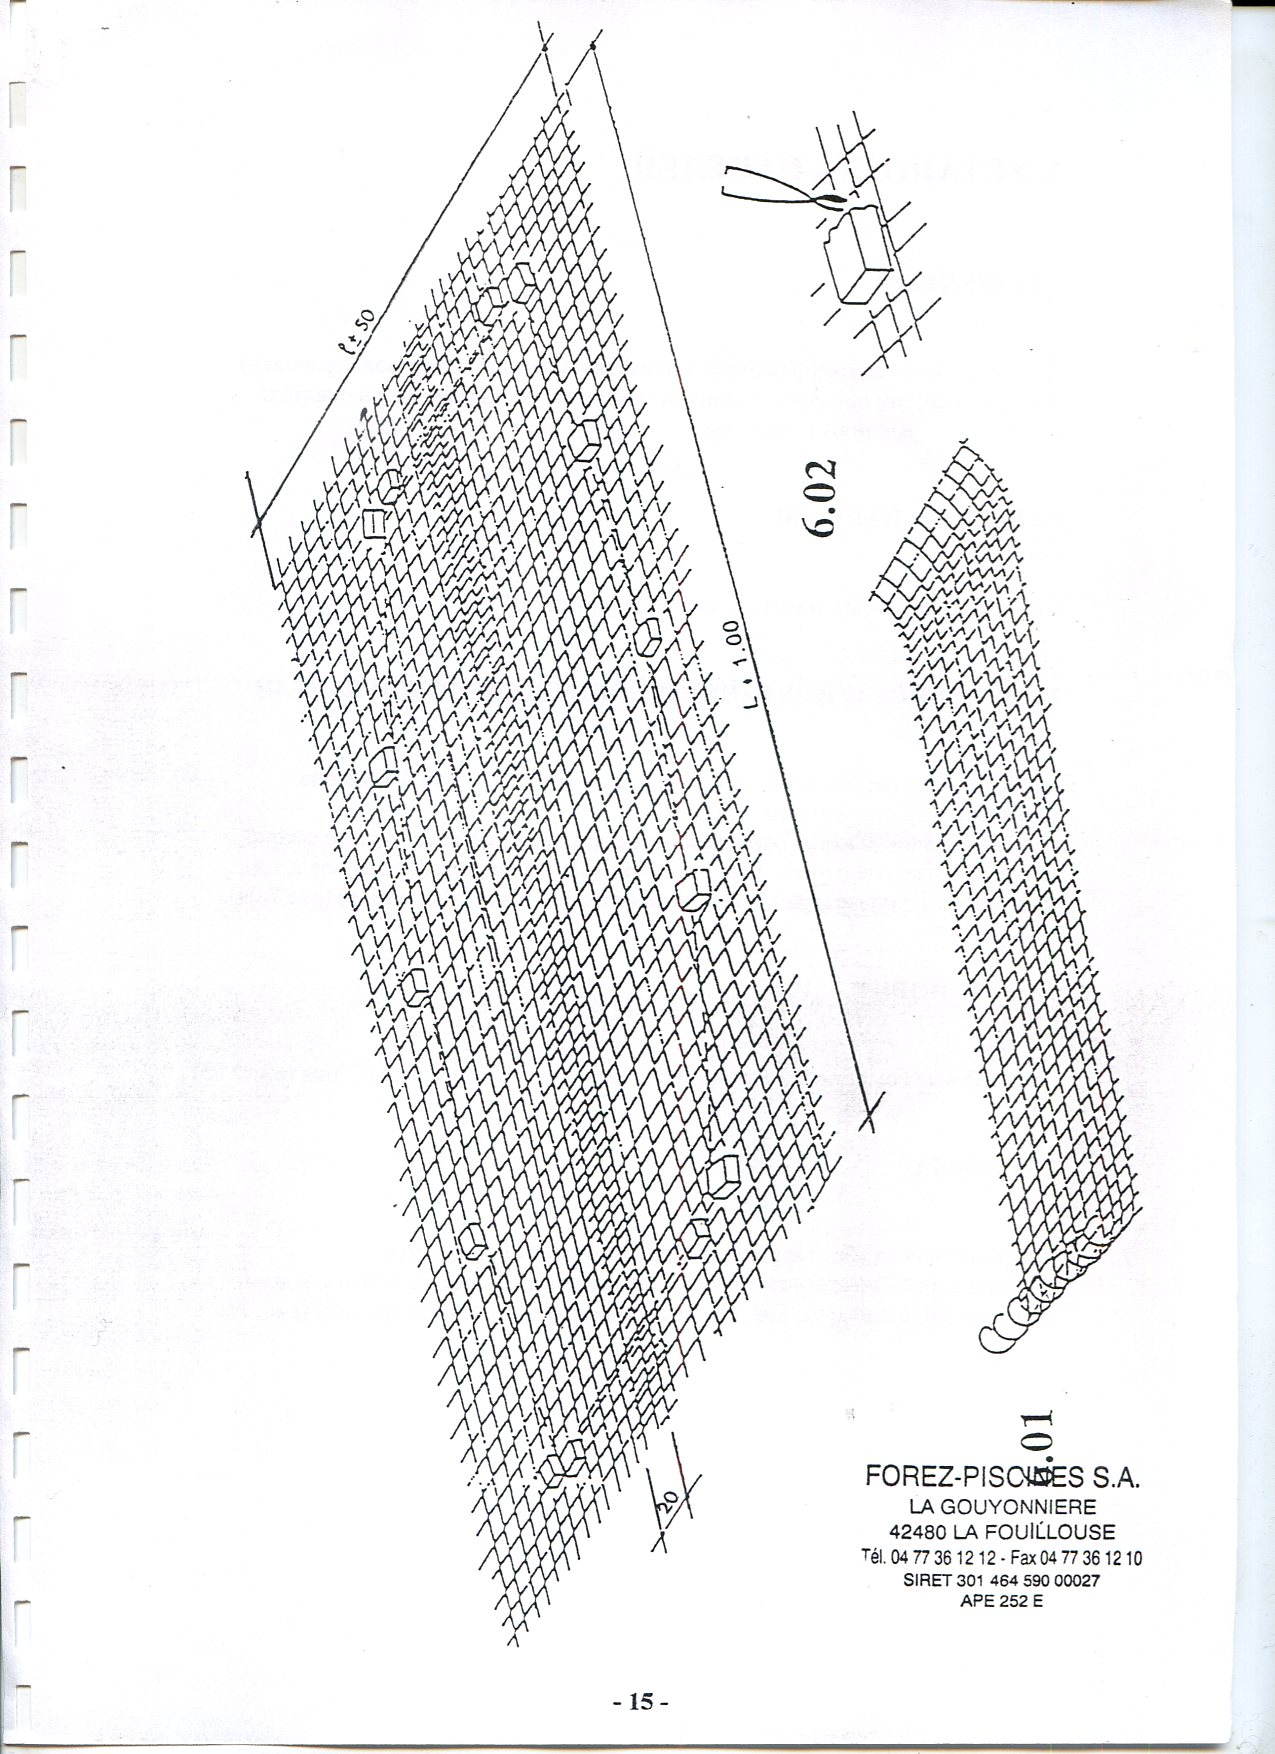 ℓ ± 50
L + 1.00
6.02
20
6.01
FOREZ-PISCINES S.A.
LA GOUYONNIERE
42480 LA FOUILLOUSE
Tél. 04 77 36 12 12 - Fax 04 77 36 12 10
SIRET 301 464 590 00027
APE 252 E
- 15 -